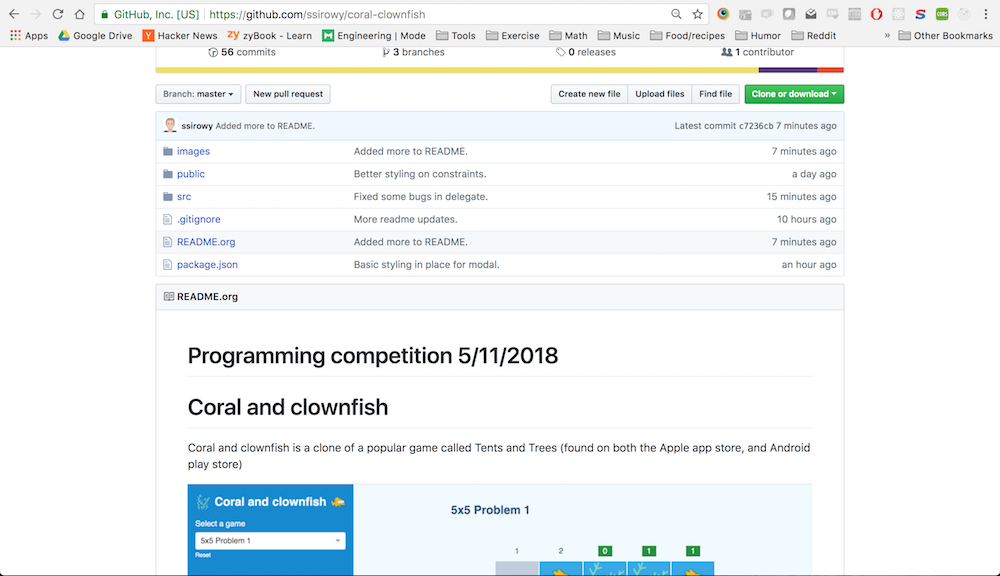 GitHub, Inc. [US] https://github.com/ssirowy/coral-clownfish
Apps Google Drive Hacker News zyBook - Learn Engineering | Mode Tools Exercise Math Music Food/recipes Humor Reddit » Other Bookmarks
56 commits 3 branches 0 releases 1 contributor
Branch: master New pull request Create new file Upload files Find file Clone or download
ssirowy Added more to README. Latest commit c7236cb 7 minutes ago
images Added more to README. 7 minutes ago
public Better styling on constraints. a day ago
src Fixed some bugs in delegate. 15 minutes ago
.gitignore More readme updates. 10 hours ago
README.org Added more to README. 7 minutes ago
package.json Basic styling in place for modal. an hour ago
README.org
Programming competition 5/11/2018
Coral and clownfish
Coral and clownfish is a clone of a popular game called Tents and Trees (found on both the Apple app store, and Android
play store)
Coral and clownfish
5x5 Problem 1
Select a game
5x5 Problem 1
Reset
1 2 0 1 1